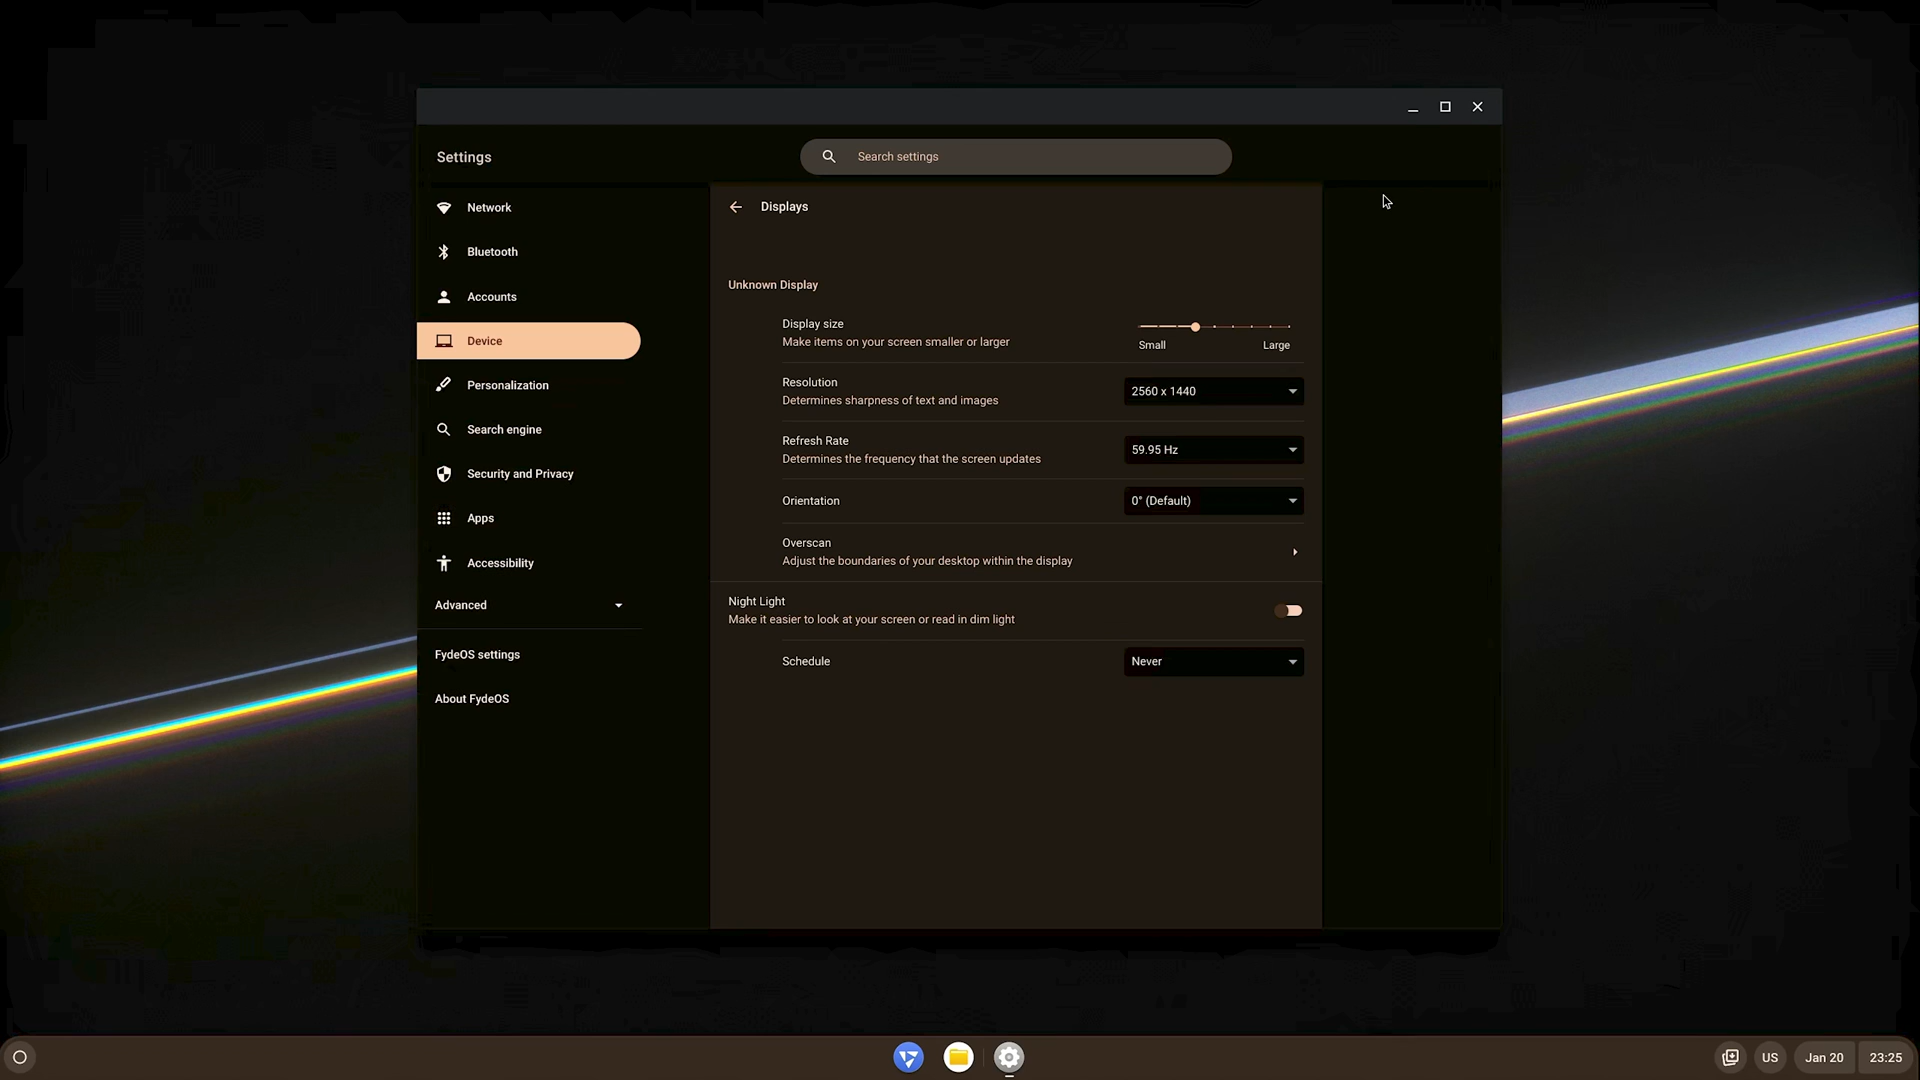 Settings
Search settings
Network
Bluetooth
Accounts
Device
Personalization
Search engine
Security and Privacy
Apps
Accessibility
Advanced
FydeOS settings
About FydeOS
Displays
Unknown Display
Display size
Make items on your screen smaller or larger
Small Large
Resolution
Determines sharpness of text and images
2560 x 1440
Refresh Rate
Determines the frequency that the screen updates
59.95 Hz
Orientation
0° (Default)
Overscan
Adjust the boundaries of your desktop within the display
Night Light
Make it easier to look at your screen or read in dim light
Schedule
Never
US
Jan 20
23:25